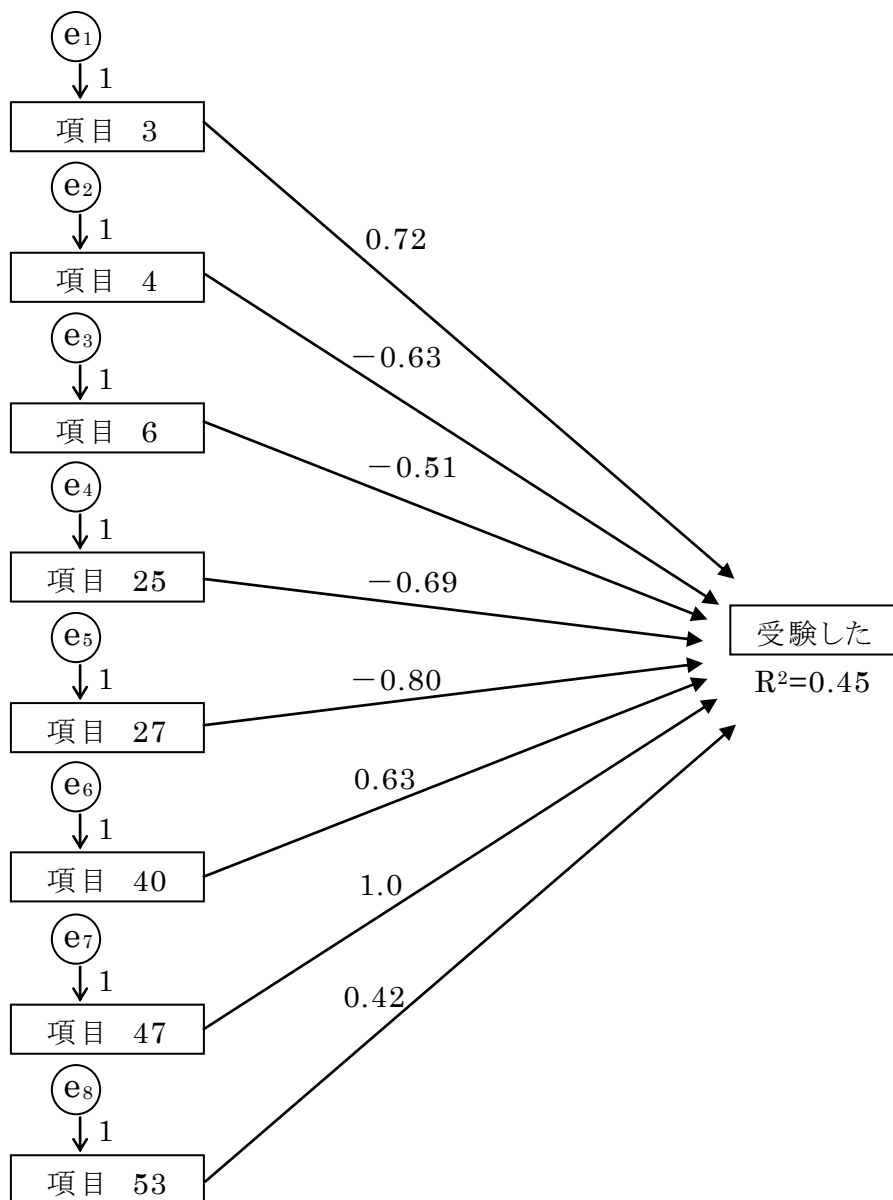 e₁
1
項目 3
e₂
1
0.72
項目 4
e₃
−0.63
1
項目 6
−0.51
e₄
1
項目 25
−0.69
受験した
e₅
1
−0.80
R²=0.45
項目 27
e₆
0.63
1
項目 40
1.0
e₇
1
0.42
項目 47
e₈
1
項目 53